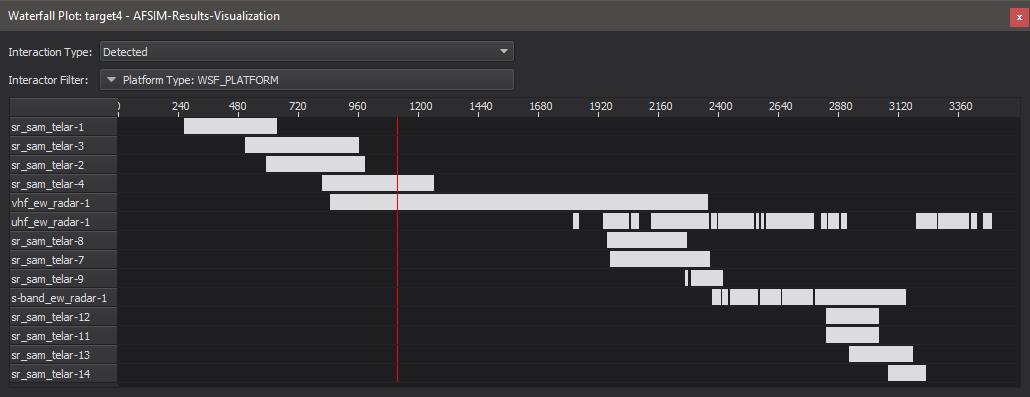 Waterfall Plot: target4 - AFSIM-Results-Visualization
x
Interaction Type: Detected
Interactor Filter: Platform Type: WSF_PLATFORM
0 240 480 720 960 1200 1440 1680 1920 2160 2400 2640 2880 3120 3360
sr_sam_telar-1
sr_sam_telar-3
sr_sam_telar-2
sr_sam_telar-4
vhf_ew_radar-1
uhf_ew_radar-1
sr_sam_telar-8
sr_sam_telar-7
sr_sam_telar-9
s-band_ew_radar-1
sr_sam_telar-12
sr_sam_telar-11
sr_sam_telar-13
sr_sam_telar-14